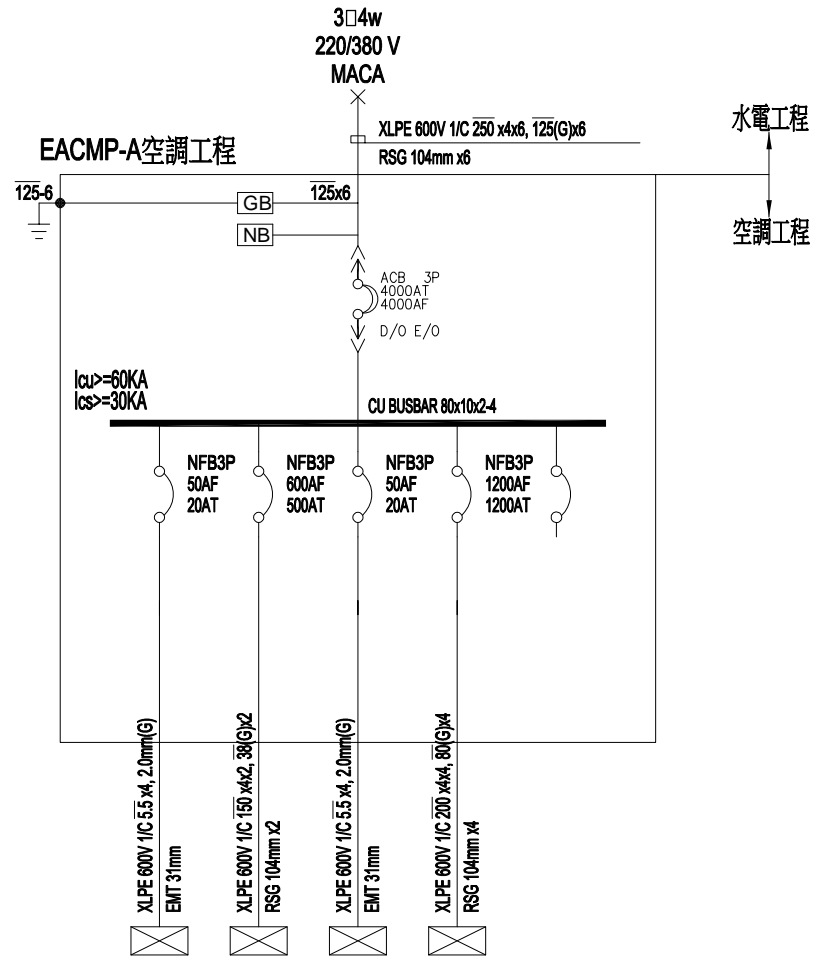 3□4w
220/380 V
MACA
XLPE 600V 1/C 250 x4x6, 125(G)x6
RSG 104mm x6
水電工程
空調工程
EACMP-A空調工程
125-6
GB
125x6
NB
ACB 3P
4000AT
4000AF
D/O E/O
Icu>=60KA
Ics>=30KA
CU BUSBAR 80x10x2-4
NFB3P
50AF
20AT
NFB3P
600AF
500AT
NFB3P
50AF
20AT
NFB3P
1200AF
1200AT
XLPE 600V 1/C 5.5 x4, 2.0mm(G)
EMT 31mm
XLPE 600V 1/C 150 x4x2, 38(G)x2
RSG 104mm x2
XLPE 600V 1/C 5.5 x4, 2.0mm(G)
EMT 31mm
XLPE 600V 1/C 200 x4x4, 80(G)x4
RSG 104mm x4